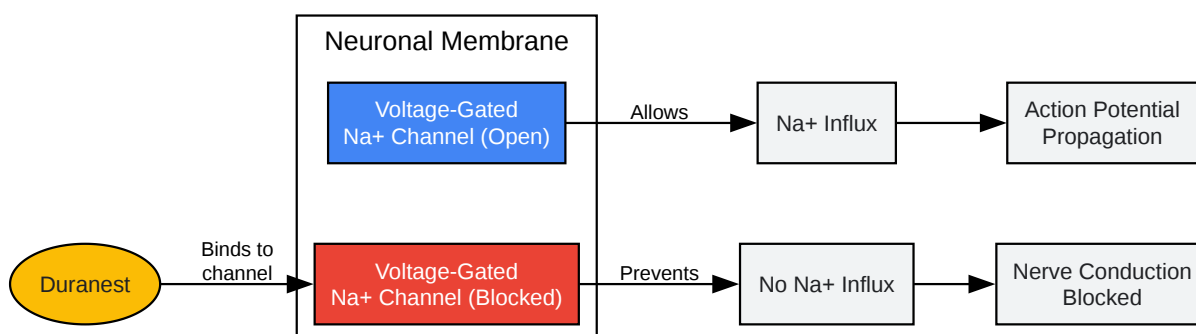 Neuronal Membrane
Voltage-Gated
Na+ Channel (Open)
Allows
Na+ Influx
Action Potential
Propagation
Duranest
Binds to
channel
Voltage-Gated
Na+ Channel (Blocked)
Prevents
No Na+ Influx
Nerve Conduction
Blocked